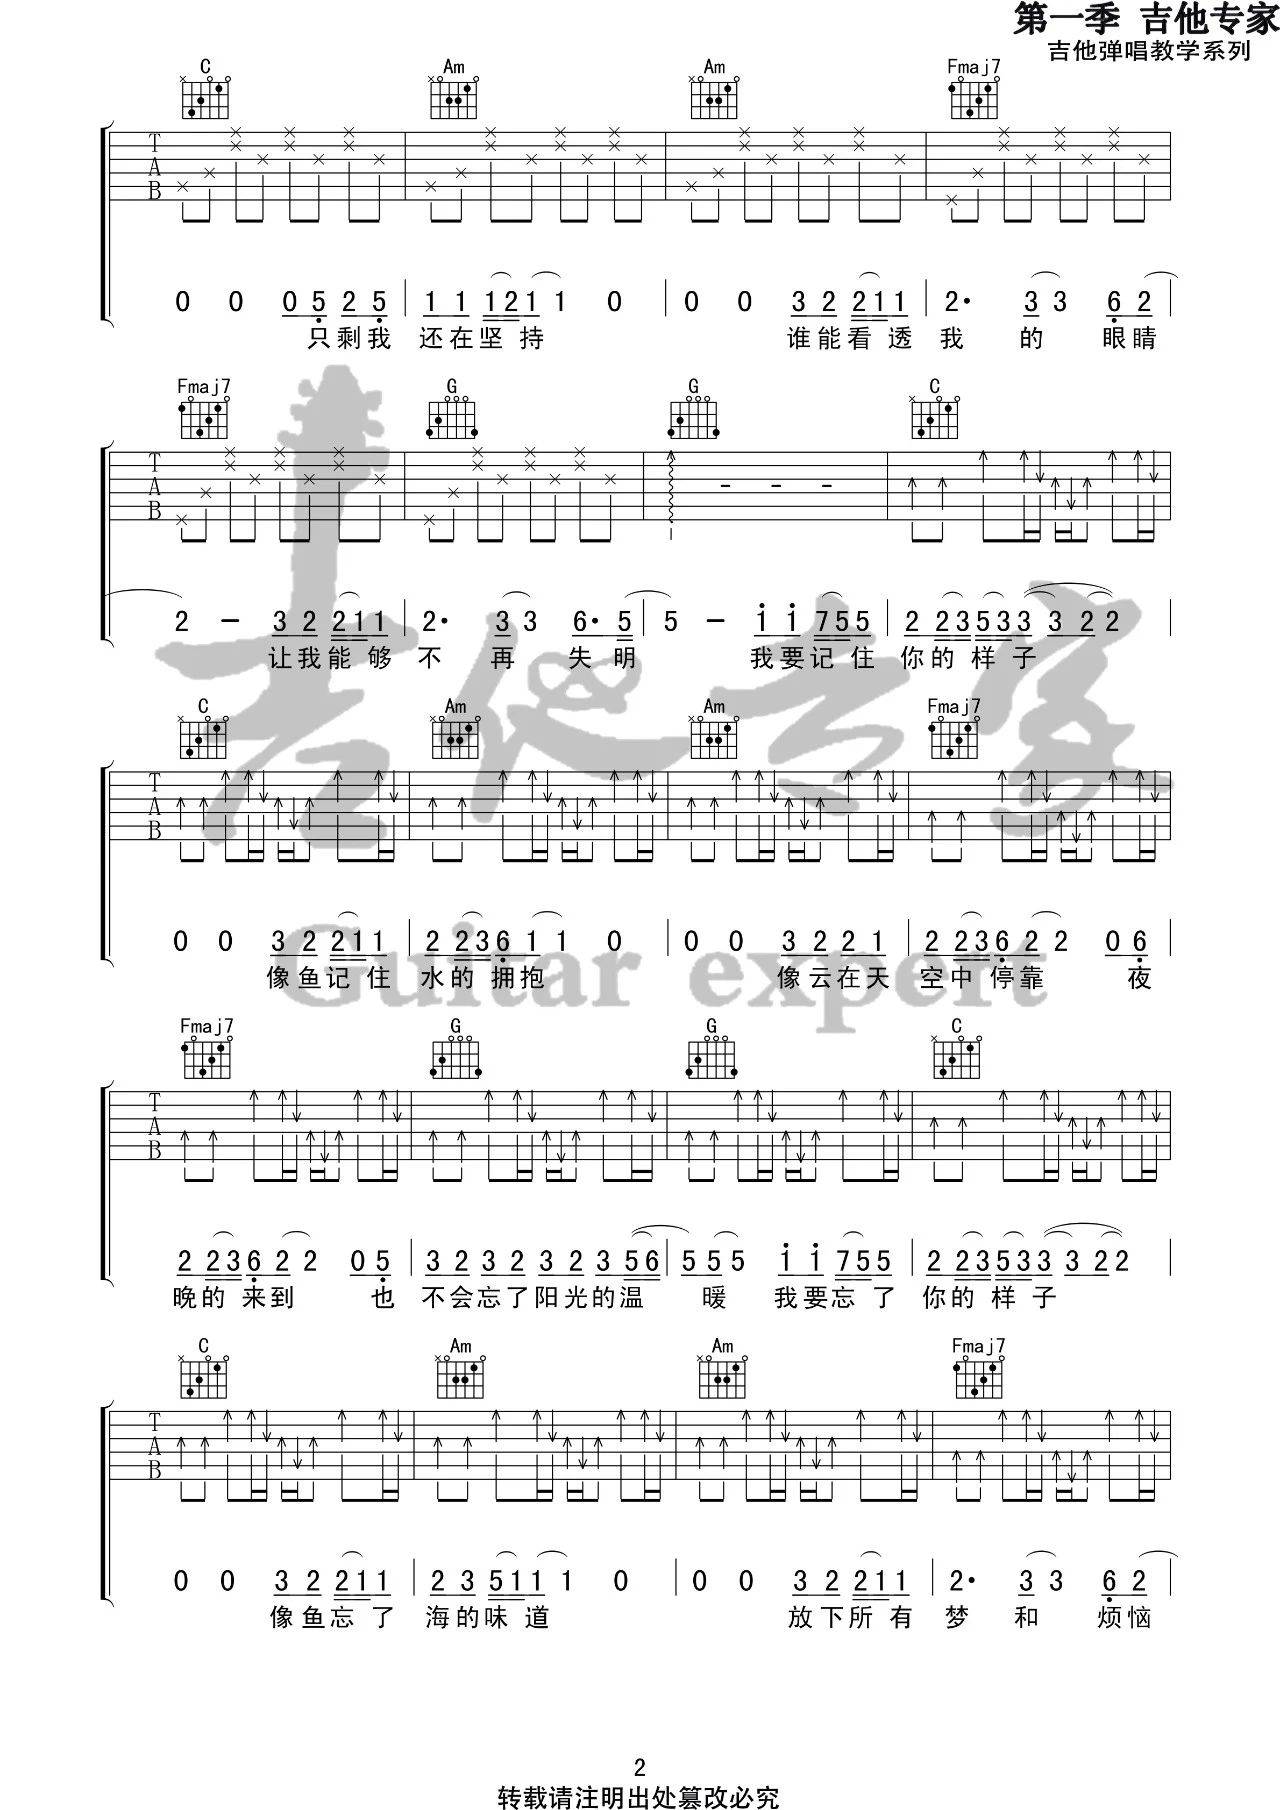 第一季 吉他专家
吉他弹唱教学系列
C Am Am Fmaj7
T
A
B
0 0 0 5 2 5 1 1 1 2 1 1 0 0 0 3 2 2 1 1 2· 3 3 6 2
只剩我 还在坚持 谁能看透 我 的 眼睛
Fmaj7 G G C
T
A
B
2 - 3 2 2 1 1 2· 3 3 6· 5 5 - i i 7 5 5 2 2 3 5 3 3 3 2 2
让我能够 不 再 失明 我要记住 你的样子
C Am Am Fmaj7
T
A
B
0 0 3 2 2 1 1 2 2 3 6 1 1 0 0 0 3 2 2 1 2 2 3 6 2 2 0 6
像鱼记住 水的拥抱 像云在天 空中停靠 夜
Fmaj7 G G C
T
A
B
2 2 3 6 2 2 0 5 3 2 3 2 3 2 3 5 6 5 5 5 i i 7 5 5 2 2 3 5 3 3 3 2 2
晚的来到 也 不会忘了阳光的温 暖 我要忘了 你的样子
C Am Am Fmaj7
T
A
B
0 0 3 2 2 1 1 2 3 5 1 1 1 0 0 0 3 2 2 1 1 2· 3 3 6 2
像鱼忘了 海的味道 放下所有 梦 和 烦恼
吉他专家
Guitar expert
2
转载请注明出处篡改必究